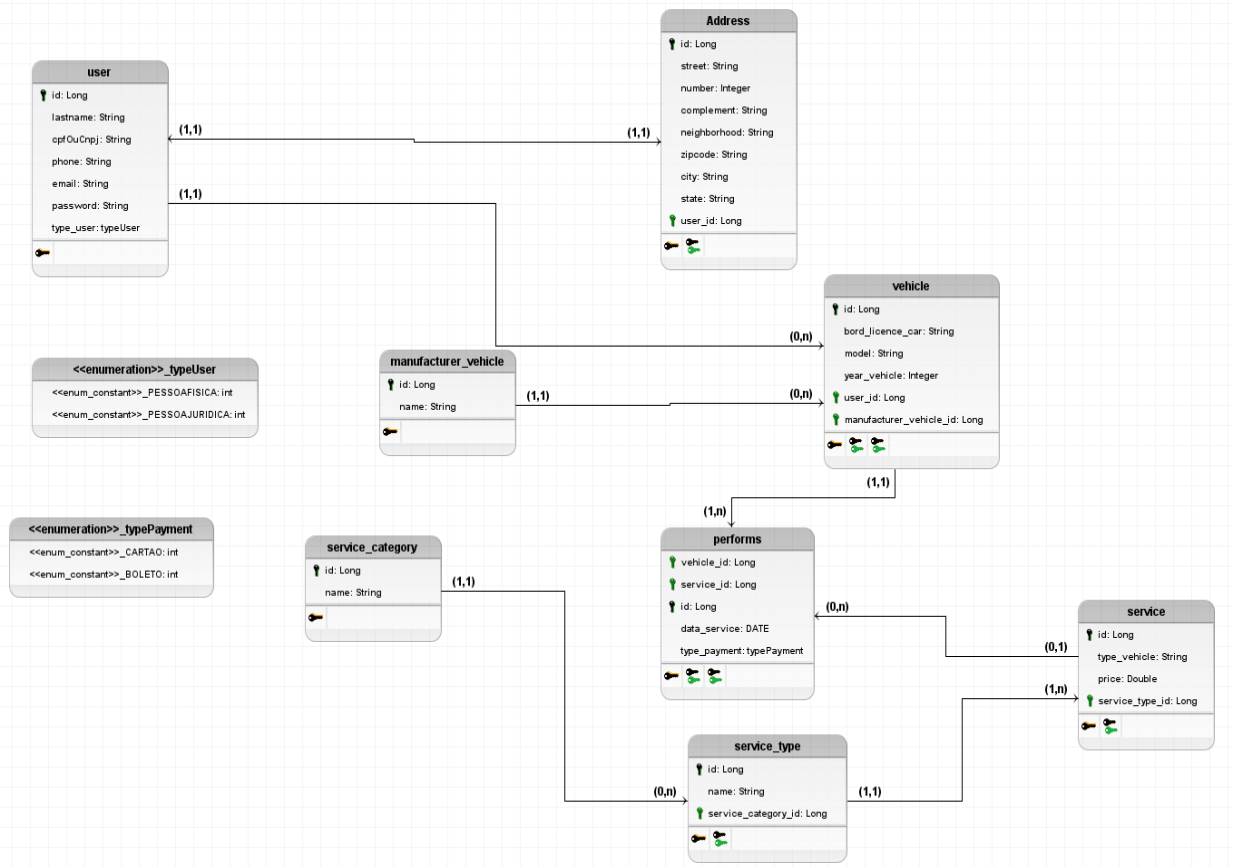 Address
id: Long
street: String
number: Integer
complement: String
neighborhood: String
zipcode: String
city: String
state: String
user_id: Long
user
id: Long
lastname: String
cpfOuCnpj: String
phone: String
email: String
password: String
type_user: typeUser
(1,1)
(1,1)
(1,1)
(0,n)
vehicle
id: Long
bord_licence_car: String
model: String
year_vehicle: Integer
user_id: Long
manufacturer_vehicle_id: Long
<<enumeration>>_typeUser
<<enum_constant>>_PESSOAFISICA: int
<<enum_constant>>_PESSOAJURIDICA: int
manufacturer_vehicle
id: Long
name: String
(1,1)
(0,n)
(1,1)
(1,n)
<<enumeration>>_typePayment
<<enum_constant>>_CARTAO: int
<<enum_constant>>_BOLETO: int
service_category
id: Long
name: String
(1,1)
(0,n)
performs
vehicle_id: Long
service_id: Long
id: Long
data_service: DATE
type_payment: typePayment
(0,n)
(0,1)
service
id: Long
type_vehicle: String
price: Double
service_type_id: Long
(1,n)
service_type
id: Long
name: String
service_category_id: Long
(1,1)